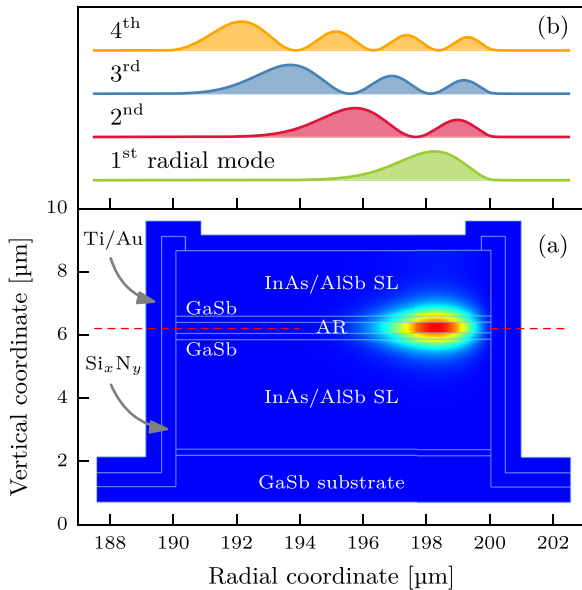 4th (b)
3rd
2nd
1st radial mode
10
8
6
4
2
0
Vertical coordinate [µm]
Ti/Au (a)
InAs/AlSb SL
GaSb
AR
GaSb
SixNy
InAs/AlSb SL
GaSb substrate
188 190 192 194 196 198 200 202
Radial coordinate [µm]